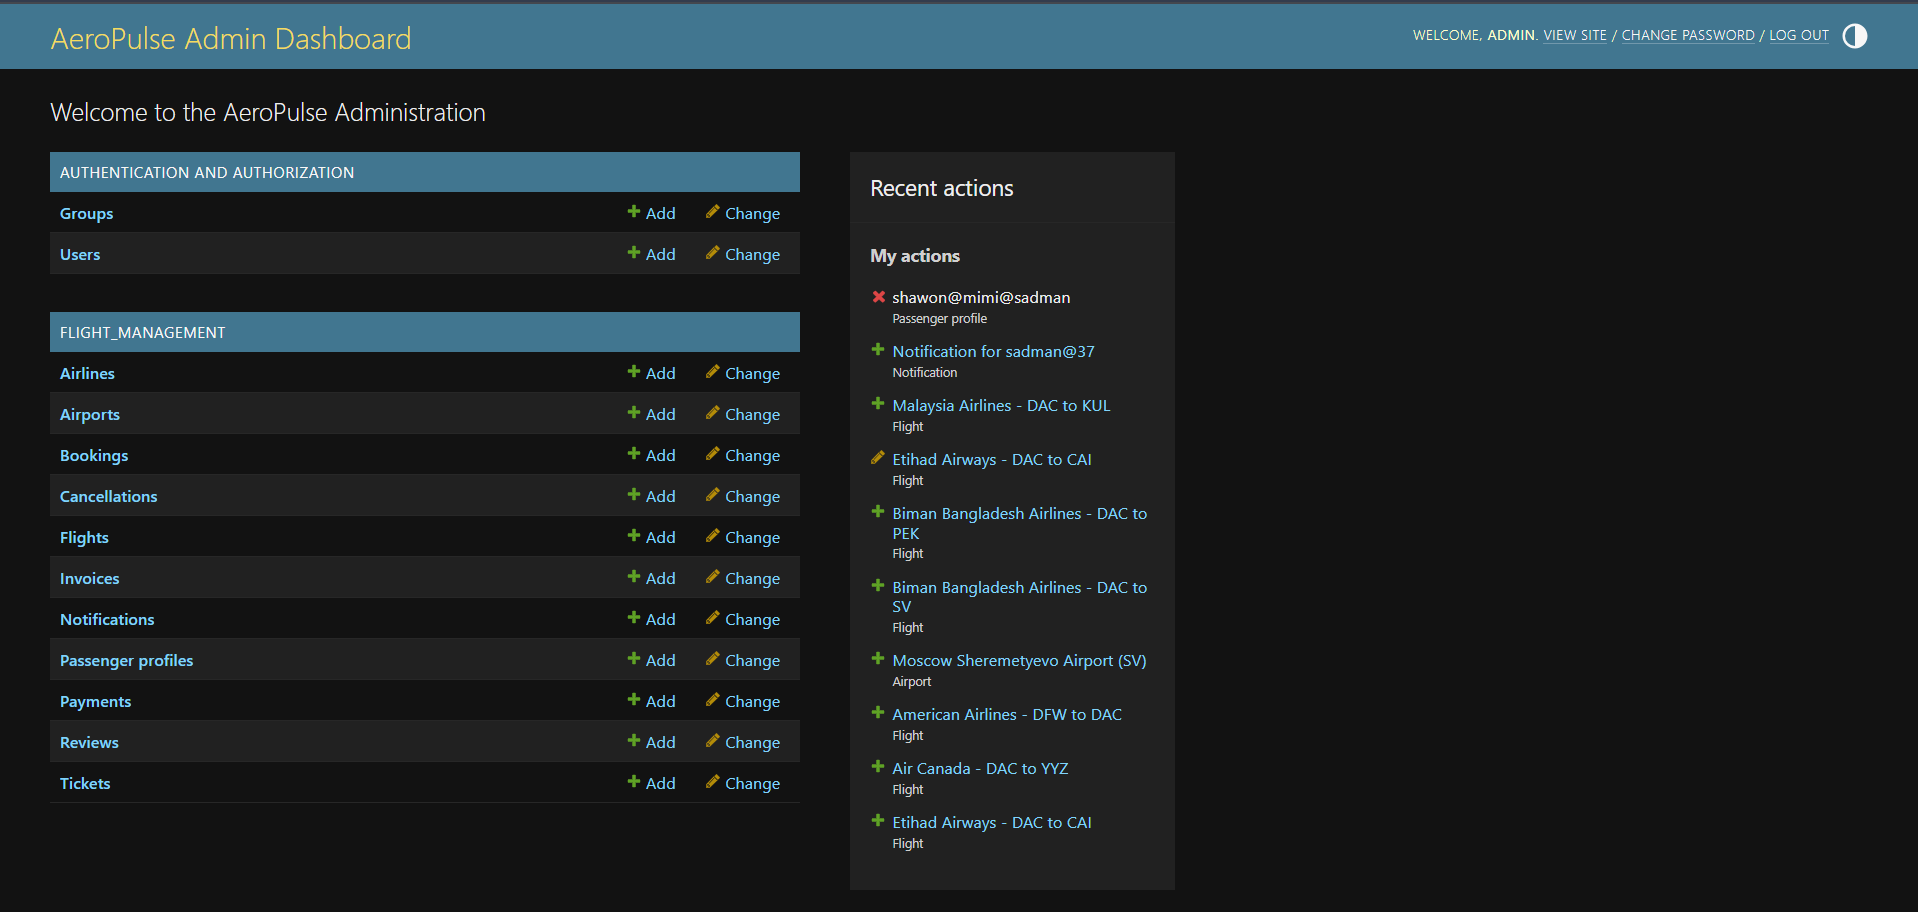 AeroPulse Admin Dashboard
WELCOME, ADMIN. VIEW SITE / CHANGE PASSWORD / LOG OUT
Welcome to the AeroPulse Administration
AUTHENTICATION AND AUTHORIZATION
Groups Add Change
Users Add Change
FLIGHT_MANAGEMENT
Airlines Add Change
Airports Add Change
Bookings Add Change
Cancellations Add Change
Flights Add Change
Invoices Add Change
Notifications Add Change
Passenger profiles Add Change
Payments Add Change
Reviews Add Change
Tickets Add Change
Recent actions
My actions
shawon@mimi@sadman
Passenger profile
Notification for sadman@37
Notification
Malaysia Airlines - DAC to KUL
Flight
Etihad Airways - DAC to CAI
Flight
Biman Bangladesh Airlines - DAC to
PEK
Flight
Biman Bangladesh Airlines - DAC to
SV
Flight
Moscow Sheremetyevo Airport (SV)
Airport
American Airlines - DFW to DAC
Flight
Air Canada - DAC to YYZ
Flight
Etihad Airways - DAC to CAI
Flight